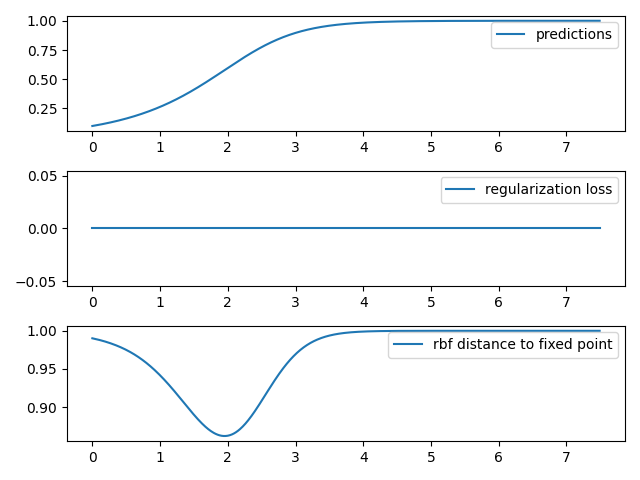 1.00
0.75
0.50
0.25
predictions
0 1 2 3 4 5 6 7
0.05
0.00
−0.05
regularization loss
0 1 2 3 4 5 6 7
1.00
0.95
0.90
rbf distance to fixed point
0 1 2 3 4 5 6 7